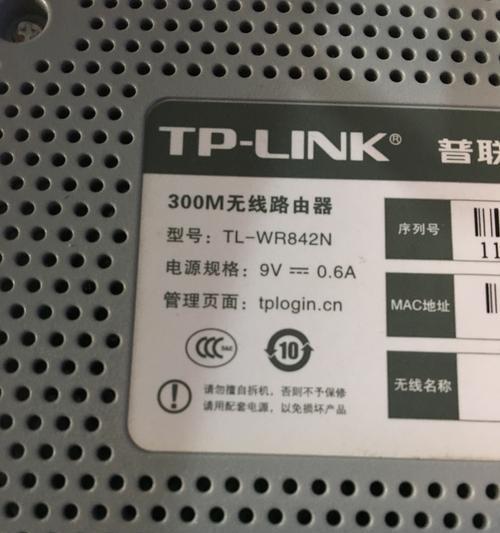 TP-LINK® 普联
300M无线路由器
型号：TL-WR842N
电源规格：9V ⎓ 0.6A
管理页面：tplogin.cn
序列号
11
MAC地址
无线名称
CCC S&E
10
请勿擅自拆机，否则不予保修
请用配套电源，以免损坏产品